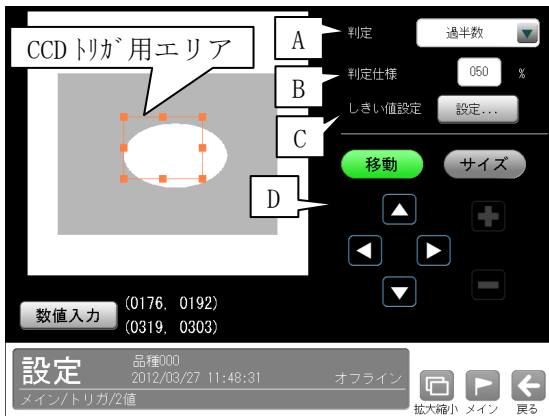 CCD ﾄﾘｶﾞ用エリア
A
判定
過半数
B
判定仕様
050
%
C
しきい値設定
設定...
移動
サイズ
D
数値入力
(0176, 0192)
(0319, 0303)
設定
品種000
2012/03/27 11:48:31
オフライン
メイン/トリガ/2値
拡大縮小
メイン
戻る